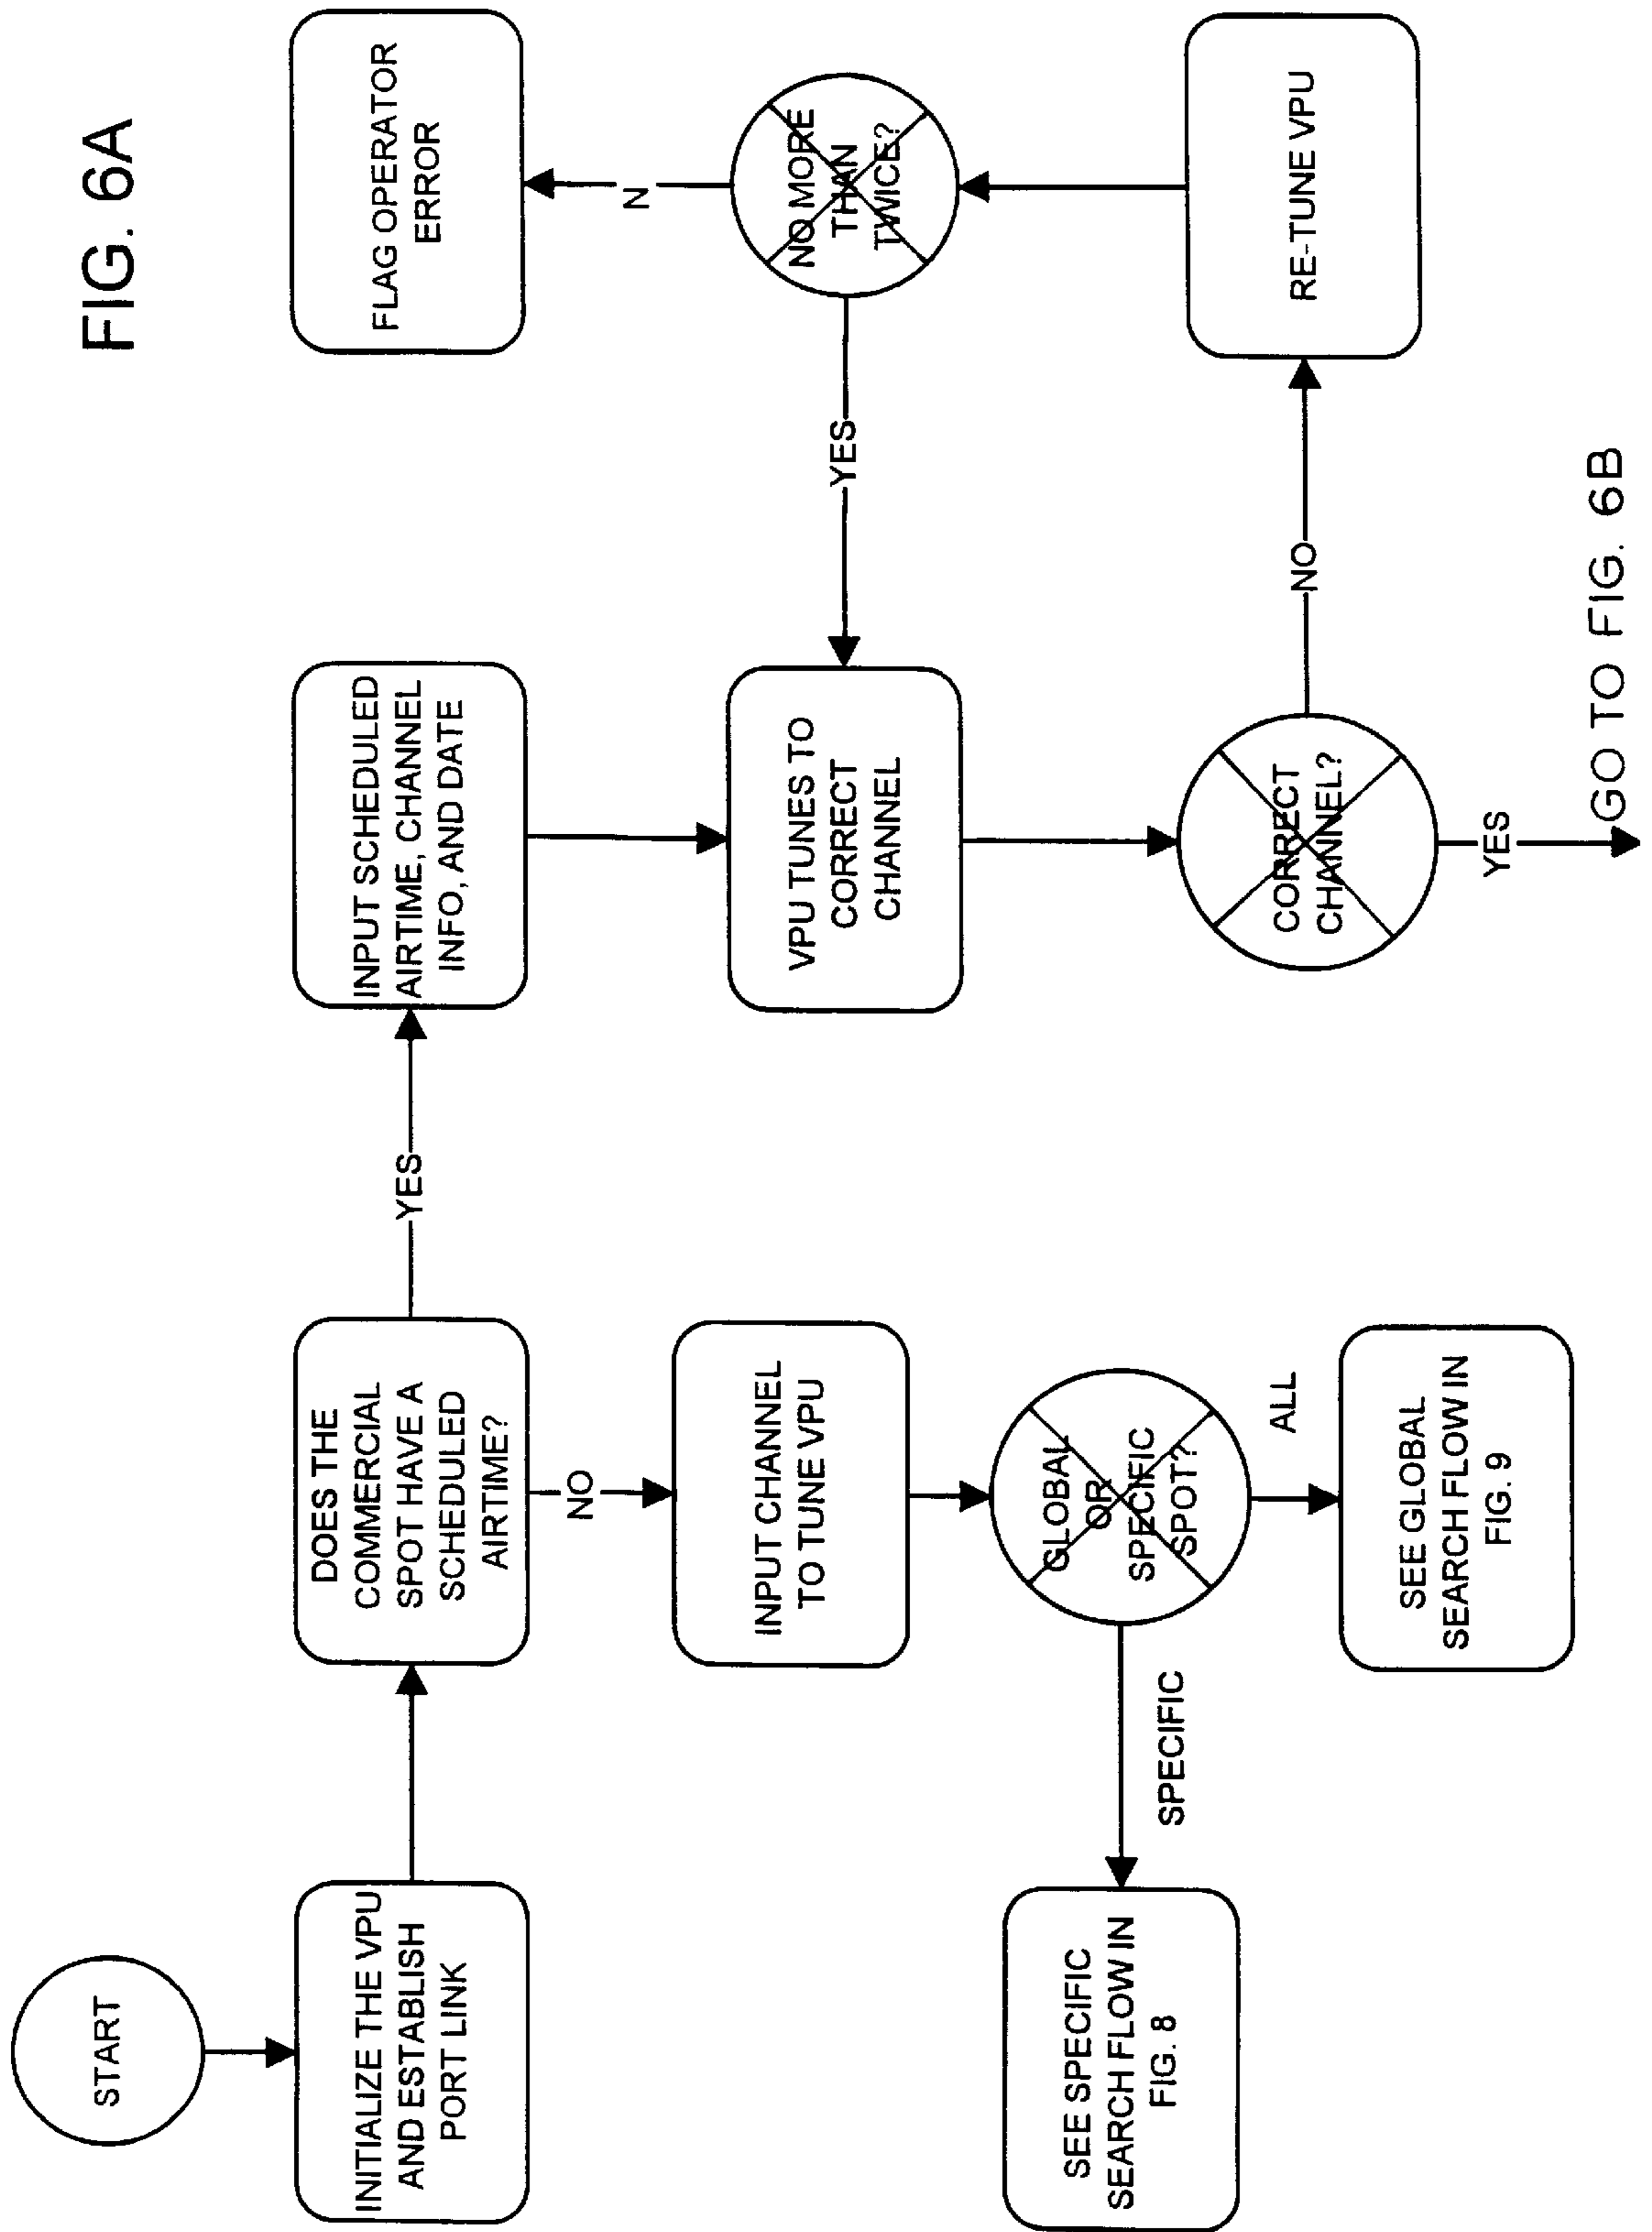 FIG. 6A
START
INITIALIZE THE VPU
AND ESTABLISH
PORT LINK
DOES THE
COMMERCIAL
SPOT HAVE A
SCHEDULED
AIRTIME?
YES
INPUT SCHEDULED
AIRTIME, CHANNEL
INFO, AND DATE
FLAG OPERATOR
ERROR
NO
N
INPUT CHANNEL
TO TUNE VPU
VPU TUNES TO
CORRECT
CHANNEL
YES
NO MORE
THAN
TWICE?
GLOBAL
OR
SPECIFIC
SPOT?
SPECIFIC
SEE SPECIFIC
SEARCH FLOW IN
FIG. 8
ALL
SEE GLOBAL
SEARCH FLOW IN
FIG. 9
CORRECT
CHANNEL?
NO
RE-TUNE VPU
YES
GO TO FIG. 6B